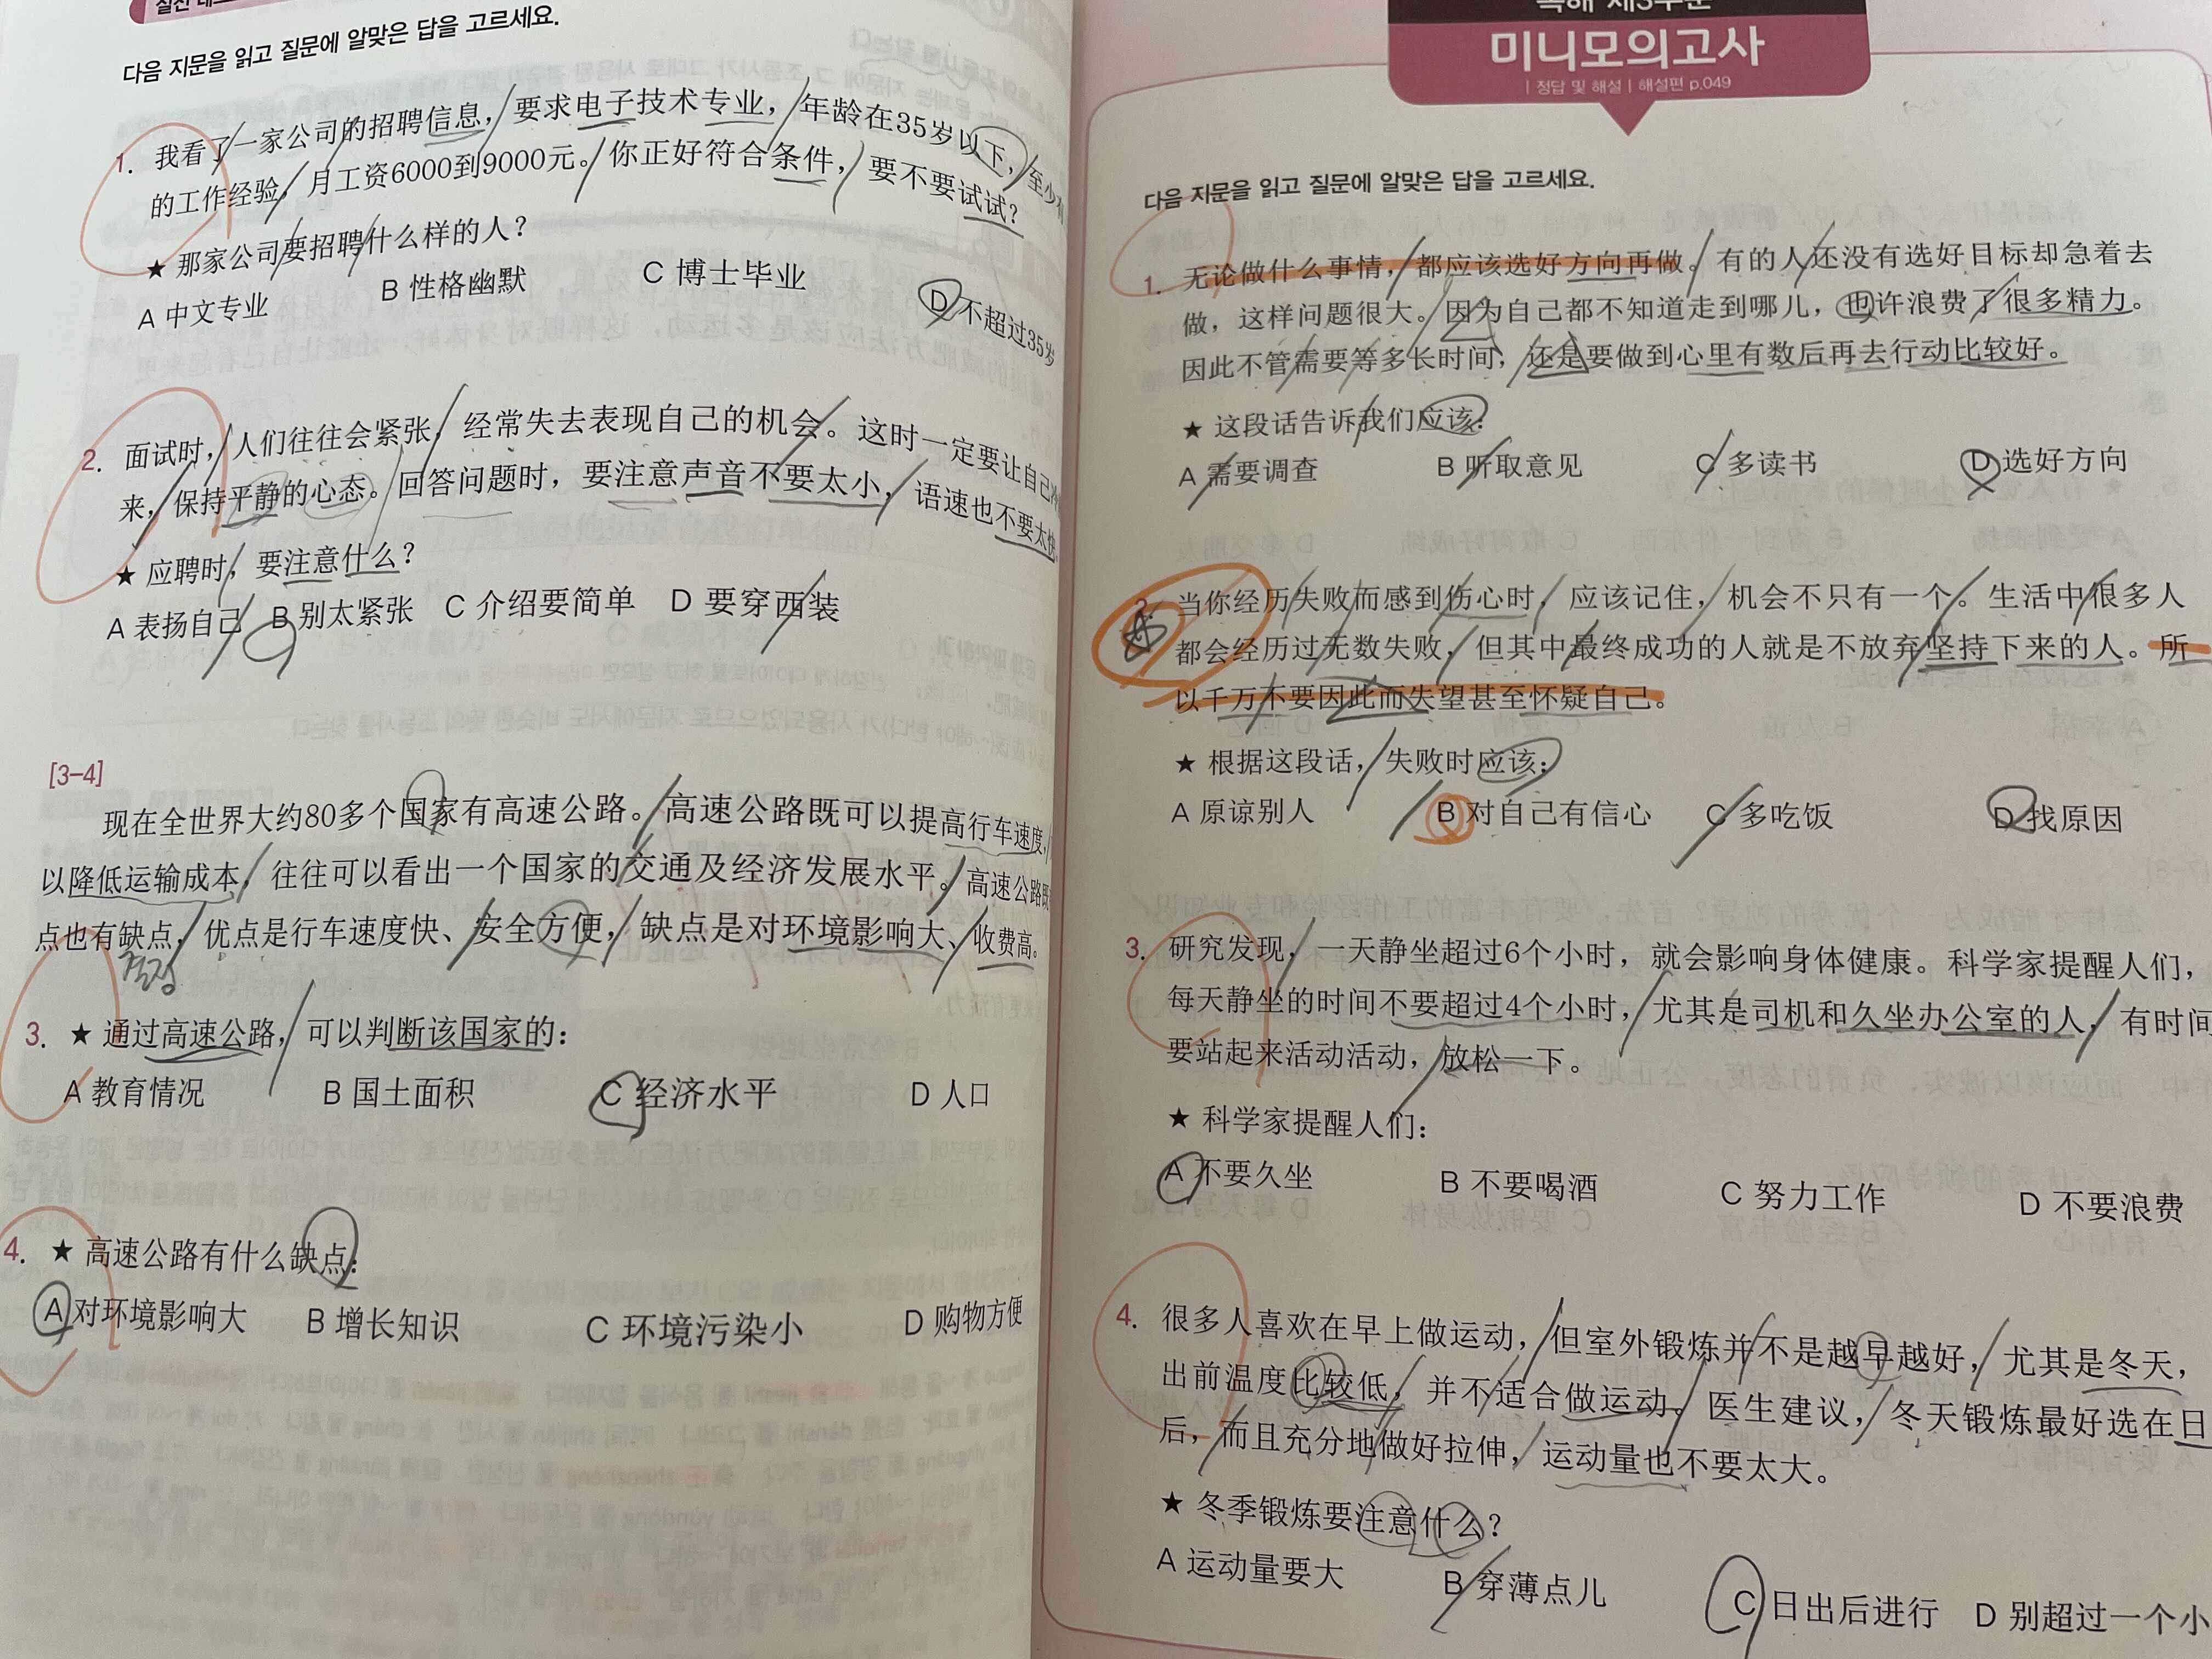 다음 지문을 읽고 질문에 알맞은 답을 고르세요.
1. 我看了一家公司的招聘信息，要求电子技术专业，年龄在35岁以下，至少
的工作经验，月工资6000到9000元。你正好符合条件，要不要试试？
★ 那家公司要招聘什么样的人？
A 中文专业 B 性格幽默 C 博士毕业 D 不超过35岁
2. 面试时，人们往往会紧张，经常失去表现自己的机会。这时一定要让自己
来，保持平静的心态。回答问题时，要注意声音不要太小，语速也不要太快
★ 应聘时，要注意什么？
A 表扬自己 B 别太紧张 C 介绍要简单 D 要穿西装
[3-4]
现在全世界大约80多个国家有高速公路。高速公路既可以提高行车速度，
以降低运输成本，往往可以看出一个国家的交通及经济发展水平。高速公路
点也有缺点，优点是行车速度快、安全方便，缺点是对环境影响大、收费高。
결점
3. ★ 通过高速公路，可以判断该国家的：
A 教育情况 B 国土面积 C 经济水平 D 人口
4. ★ 高速公路有什么缺点：
A 对环境影响大 B 增长知识 C 环境污染小 D 购物方便
미니모의고사
| 정답 및 해설 | 해설편 p.049
다음 지문을 읽고 질문에 알맞은 답을 고르세요.
1. 无论做什么事情，都应该选好方向再做。有的人还没有选好目标却急着去
做，这样问题很大。因为自己都不知道走到哪儿，也许浪费了很多精力。
因此不管需要等多长时间，还是要做到心里有数后再去行动比较好。
★ 这段话告诉我们应该：
A 需要调查 B 听取意见 C 多读书 D 选好方向
2. 当你经历失败而感到伤心时，应该记住，机会不只有一个。生活中很多人
都会经历过无数失败，但其中最终成功的人就是不放弃坚持下来的人。所
以千万不要因此而失望甚至怀疑自己。
★ 根据这段话，失败时应该：
A 原谅别人 B 对自己有信心 C 多吃饭 D 找原因
3. 研究发现，一天静坐超过6个小时，就会影响身体健康。科学家提醒人们，
每天静坐的时间不要超过4个小时，尤其是司机和久坐办公室的人，有时间
要站起来活动活动，放松一下。
★ 科学家提醒人们：
A 不要久坐 B 不要喝酒 C 努力工作 D 不要浪费
4. 很多人喜欢在早上做运动，但室外锻炼并不是越早越好，尤其是冬天，
出前温度比较低，并不适合做运动。医生建议，冬天锻炼最好选在日
后，而且充分地做好拉伸，运动量也不要太大。
★ 冬季锻炼要注意什么？
A 运动量要大 B 穿薄点儿 C 日出后进行 D 别超过一个小